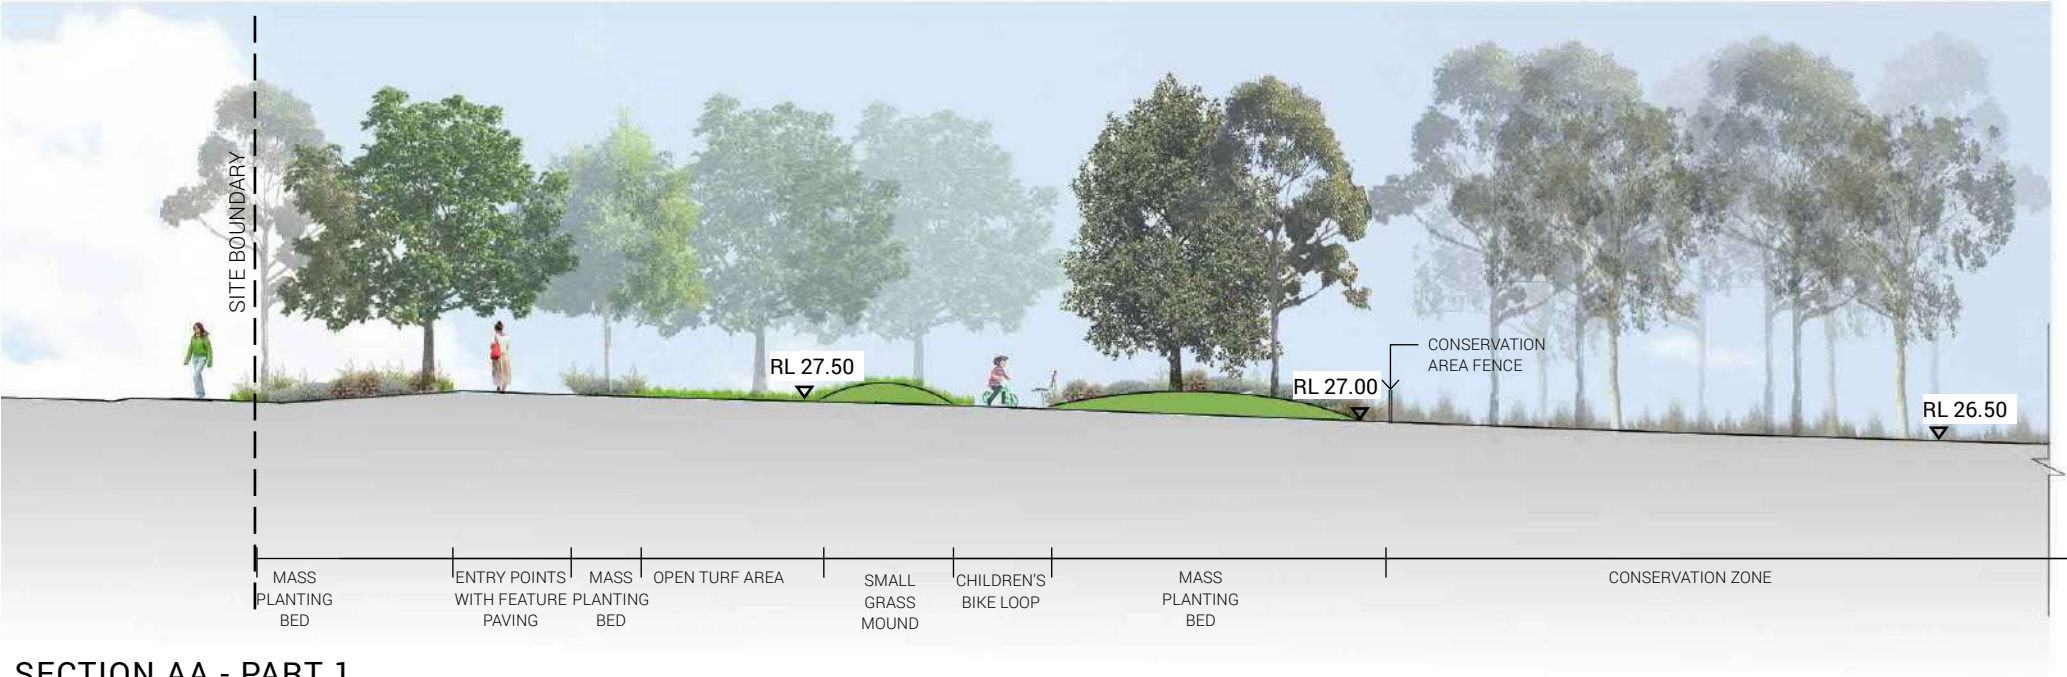 SITE BOUNDARY
RL 27.50
RL 27.00
CONSERVATION
AREA FENCE
RL 26.50
MASS
PLANTING
BED
ENTRY POINTS
WITH FEATURE
PAVING
MASS
PLANTING
BED
OPEN TURF AREA
SMALL
GRASS
MOUND
CHILDREN'S
BIKE LOOP
MASS
PLANTING
BED
CONSERVATION ZONE
SECTION AA - PART 1